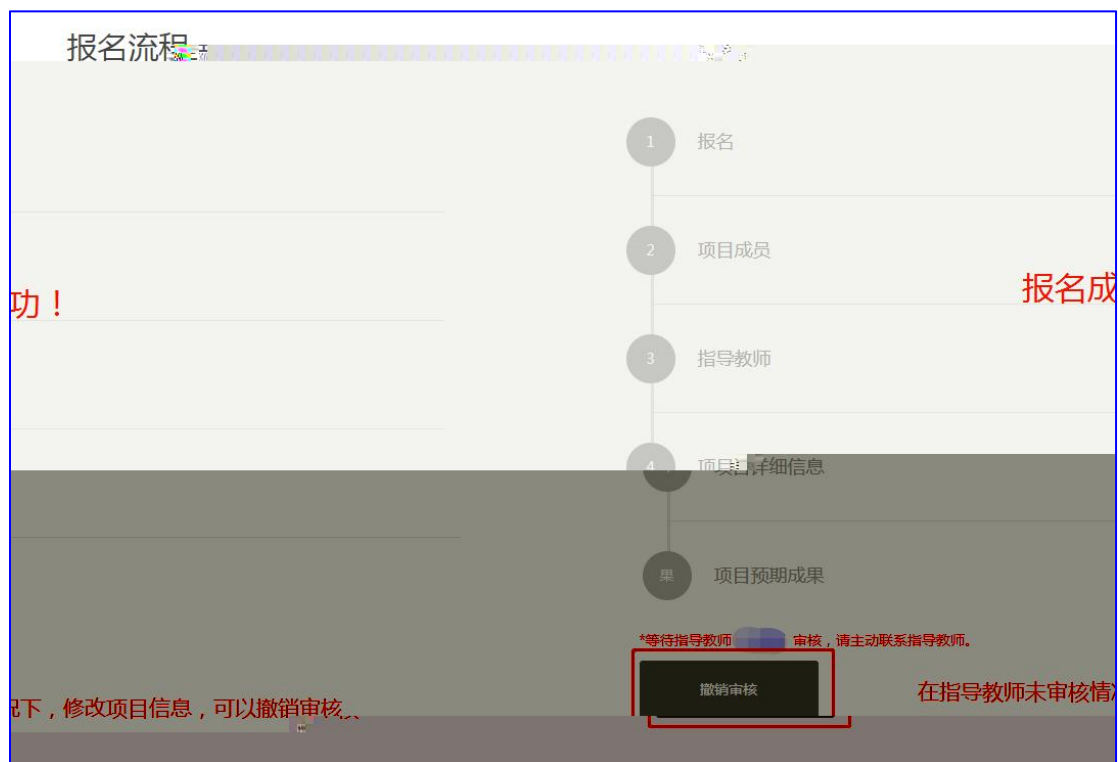 报名流程
1 报名
2 项目成员
报名成
功！
3 指导教师
4 项目详细信息
果 项目预期成果
*等待指导教师 审核，请主动联系指导教师。
撤销审核
在指导教师未审核情
况下，修改项目信息，可以撤销审核